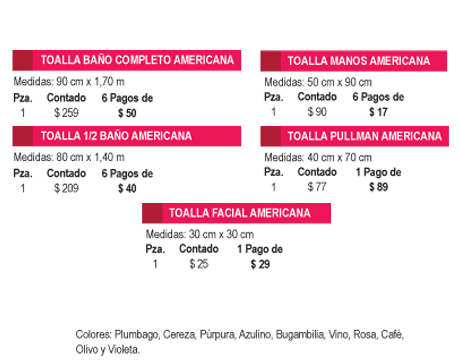 TOALLA BAÑO COMPLETO AMERICANA
Medidas: 90 cm x 1,70 m
Pza. Contado 6 Pagos de
1 $ 259 $ 50
TOALLA MANOS AMERICANA
Medidas: 50 cm x 90 cm
Pza. Contado 6 Pagos de
1 $ 90 $ 17
TOALLA 1/2 BAÑO AMERICANA
Medidas: 80 cm x 1,40 m
Pza. Contado 6 Pagos de
1 $ 209 $ 40
TOALLA PULLMAN AMERICANA
Medidas: 40 cm x 70 cm
Pza. Contado 1 Pago de
1 $ 77 $ 89
TOALLA FACIAL AMERICANA
Medidas: 30 cm x 30 cm
Pza. Contado 1 Pago de
1 $ 25 $ 29
Colores: Plumbago, Cereza, Púrpura, Azulino, Bugambilia, Vino, Rosa, Café,
Olivo y Violeta.